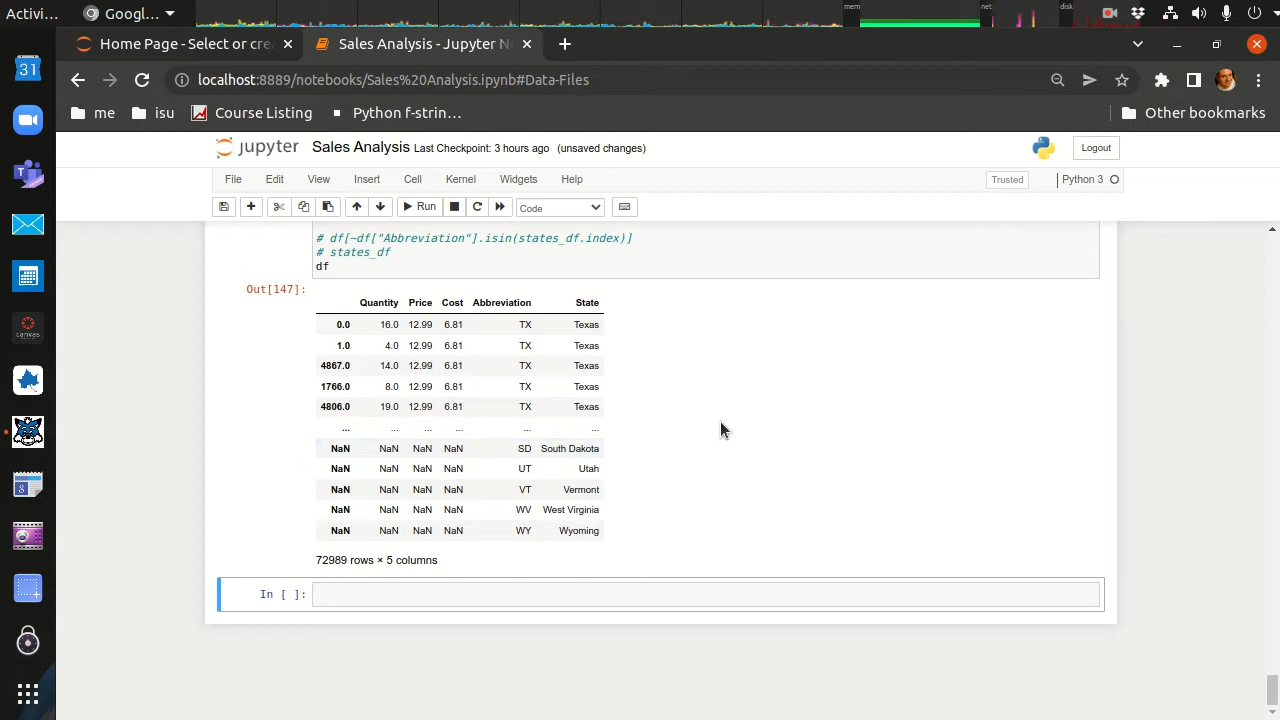 Activi... Googl... mem net disk
31 Home Page - Select or cre Sales Analysis - Jupyter N
localhost:8889/notebooks/Sales%20Analysis.ipynb#Data-Files
me isu Course Listing Python f-strin... Other bookmarks
jupyter Sales Analysis Last Checkpoint: 3 hours ago (unsaved changes) Logout
File Edit View Insert Cell Kernel Widgets Help Trusted Python 3
Run Code
# df[~df["Abbreviation"].isin(states_df.index)]
# states_df
df
Out[147]:
Quantity Price Cost Abbreviation State
0.0 16.0 12.99 6.81 TX Texas
1.0 4.0 12.99 6.81 TX Texas
4867.0 14.0 12.99 6.81 TX Texas
1766.0 8.0 12.99 6.81 TX Texas
4806.0 19.0 12.99 6.81 TX Texas
... ... ... ... ... ...
NaN NaN NaN NaN SD South Dakota
NaN NaN NaN NaN UT Utah
NaN NaN NaN NaN VT Vermont
NaN NaN NaN NaN WV West Virginia
NaN NaN NaN NaN WY Wyoming
72989 rows × 5 columns
In [ ]:
canvas